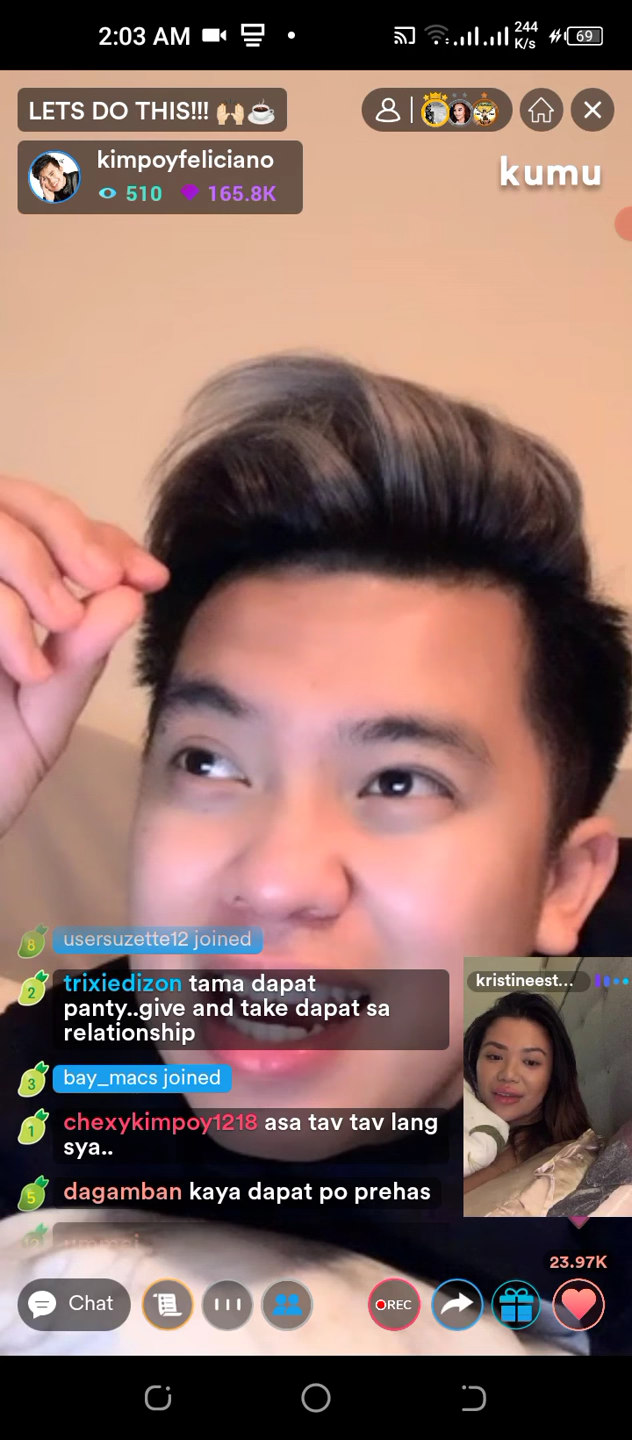 2:03 AM
244
K/s
69
LETS DO THIS!!! 🙌🏻☕
kimpoyfeliciano
510 165.8K
kumu
8 usersuzette12 joined
2 trixiedizon tama dapat
panty..give and take dapat sa
relationship
3 bay_macs joined
1 chexykimpoy1218 asa tav tav lang
sya..
5 dagamban kaya dapat po prehas
kristineest...
23.97K
Chat
REC